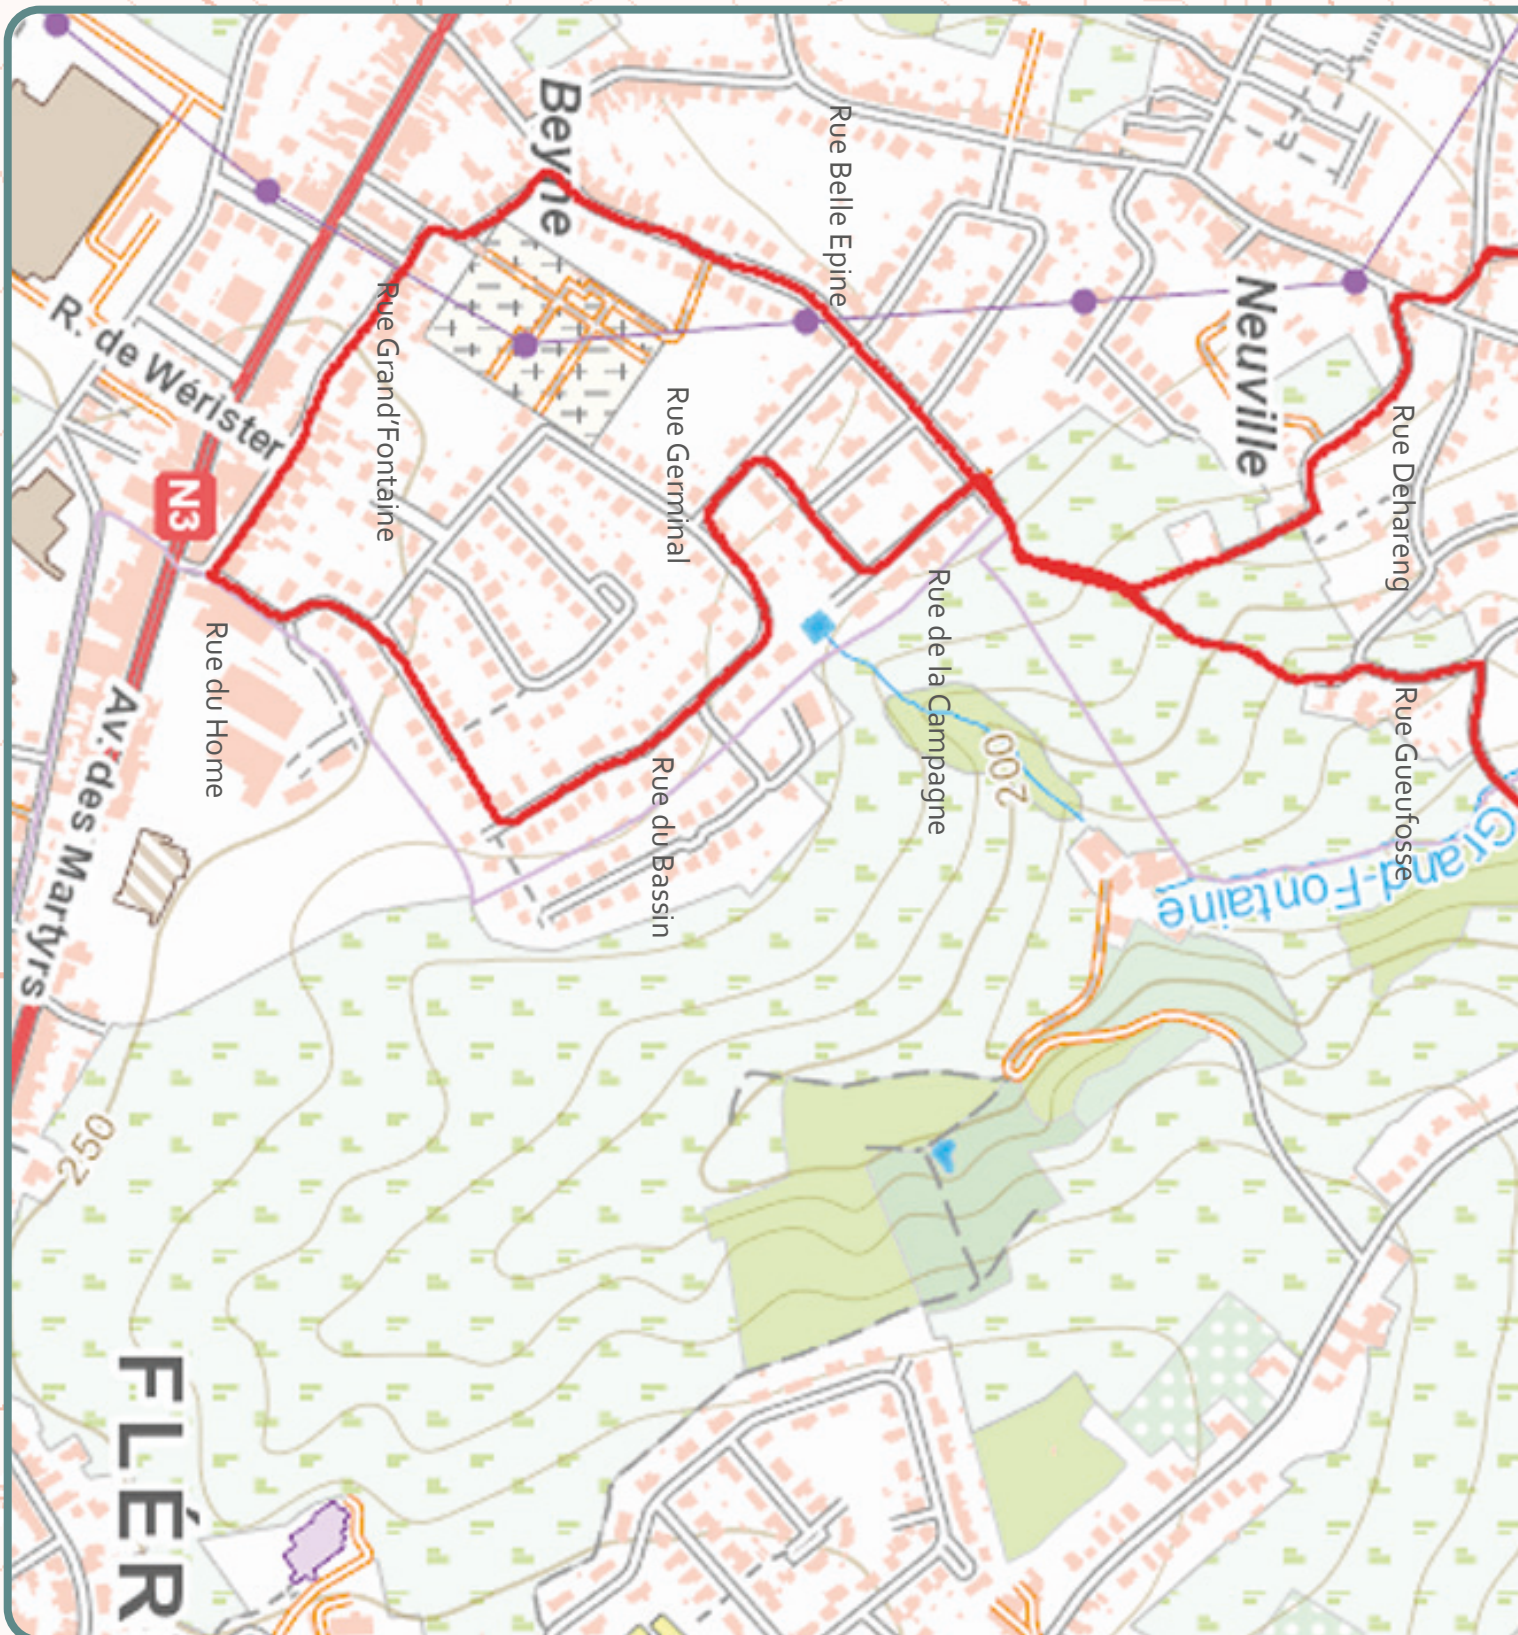 Beyne
Rue Belle Epine
Neuville
R. de Wérister
Rue Grand'Fontaine
Rue Germinal
Rue Dehareng
N3
Rue du Home
Rue de la Campagne
Rue Gueufosse
Av. des Martyrs
Rue du Bassin
200
Grand-Fontaine
250
FLÉR